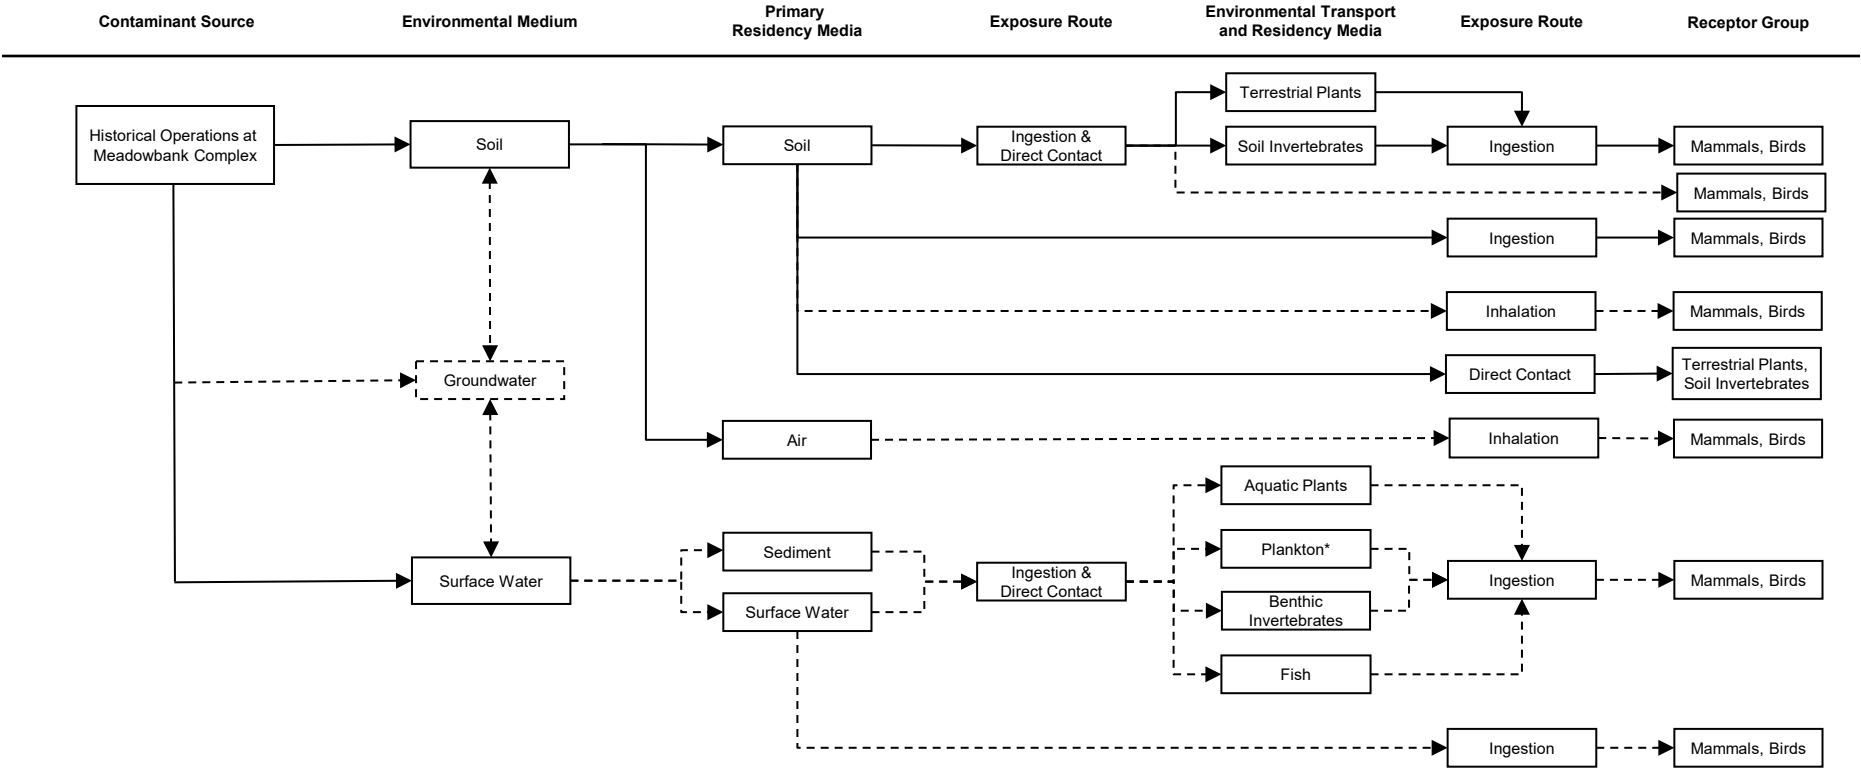 Contaminant Source
Environmental Medium
Primary
Residency Media
Exposure Route
Environmental Transport
and Residency Media
Exposure Route
Receptor Group
Historical Operations at
Meadowbank Complex
Soil
Soil
Ingestion &
Direct Contact
Terrestrial Plants
Soil Invertebrates
Ingestion
Mammals, Birds
Mammals, Birds
Ingestion
Mammals, Birds
Inhalation
Mammals, Birds
Groundwater
Direct Contact
Terrestrial Plants,
Soil Invertebrates
Air
Inhalation
Mammals, Birds
Surface Water
Sediment
Surface Water
Ingestion &
Direct Contact
Aquatic Plants
Plankton*
Benthic
Invertebrates
Fish
Ingestion
Mammals, Birds
Ingestion
Mammals, Birds